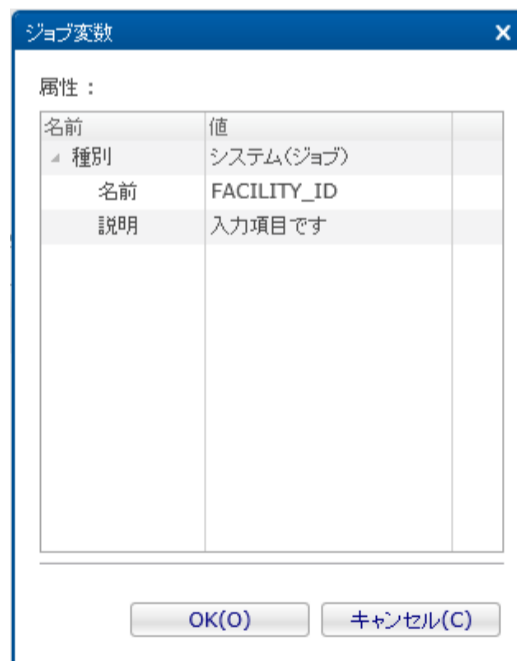 ジョブ変数
属性：
名前 値
種別 システム(ジョブ)
名前 FACILITY_ID
説明 入力項目です
OK(O) キャンセル(C)